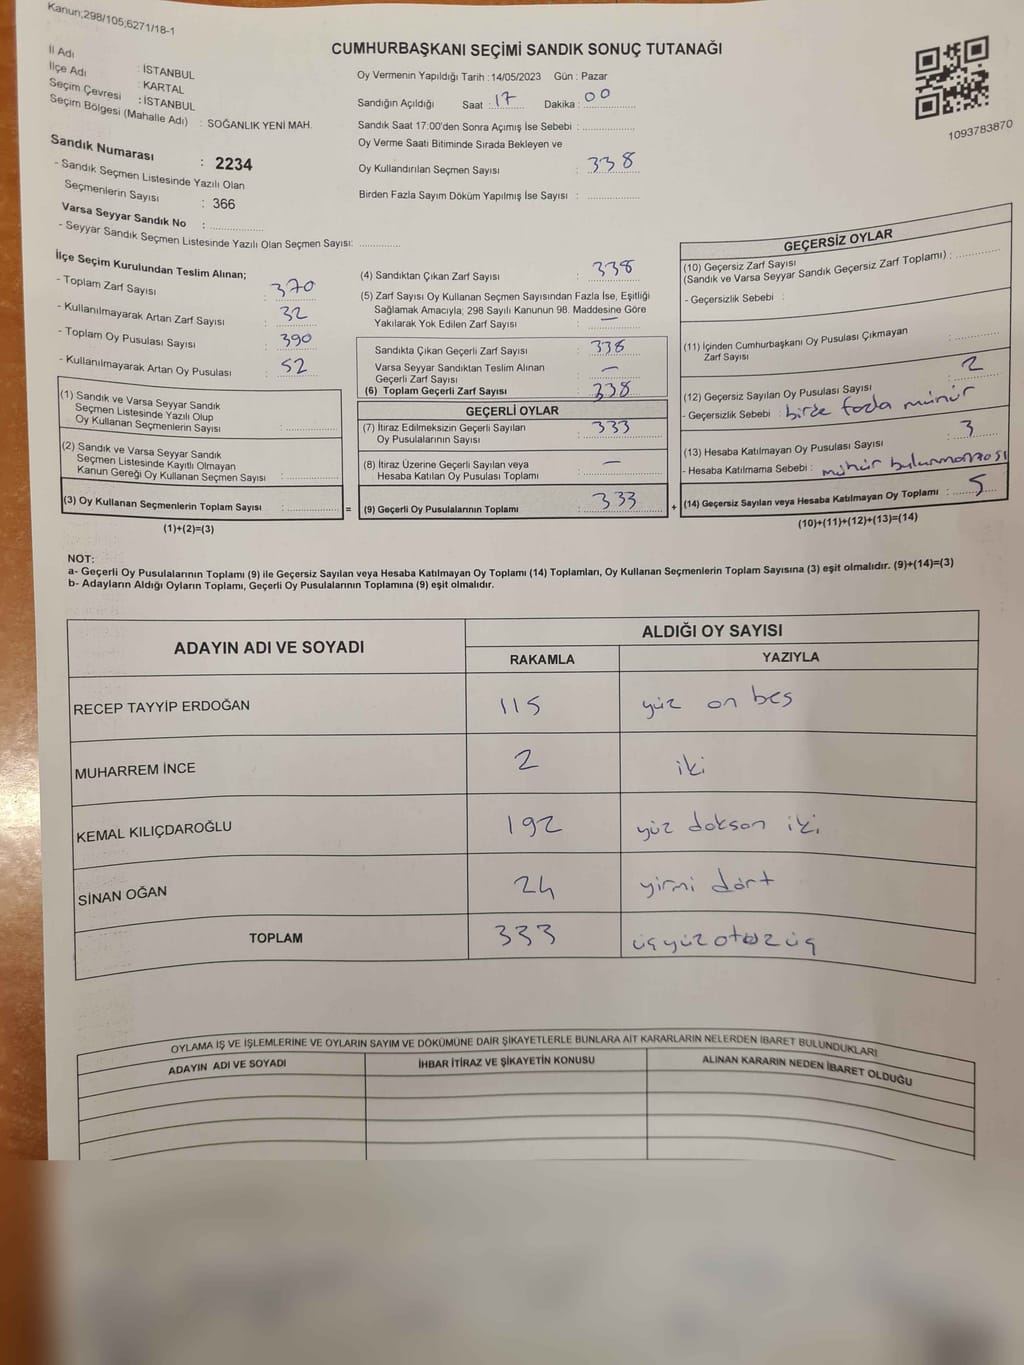 Kanun;298/105;6271/18-1
CUMHURBAŞKANI SEÇİMİ SANDIK SONUÇ TUTANAĞI
İl Adı : İSTANBUL
İlçe Adı : KARTAL
Seçim Çevresi : İSTANBUL
Seçim Bölgesi (Mahalle Adı) : SOĞANLIK YENİ MAH.
Sandık Numarası : 2234
- Sandık Seçmen Listesinde Yazılı Olan
Seçmenlerin Sayısı : 366
Varsa Seyyar Sandık No : ................
- Seyyar Sandık Seçmen Listesinde Yazılı Olan Seçmen Sayısı: ............
Oy Vermenin Yapıldığı Tarih : 14/05/2023 Gün : Pazar
Sandığın Açıldığı Saat : 17 Dakika : 00
Sandık Saat 17:00'den Sonra Açımış İse Sebebi : ................
Oy Verme Saati Bitiminde Sırada Bekleyen ve
Oy Kullandırılan Seçmen Sayısı : 338
Birden Fazla Sayım Döküm Yapılmış İse Sayısı : ................
1093783870
İlçe Seçim Kurulundan Teslim Alınan;
- Toplam Zarf Sayısı : 370
- Kullanılmayarak Artan Zarf Sayısı : 32
- Toplam Oy Pusulası Sayısı : 390
- Kullanılmayarak Artan Oy Pusulası : 52
(1) Sandık ve Varsa Seyyar Sandık
Seçmen Listesinde Yazılı Olup
Oy Kullanan Seçmenlerin Sayısı : ................
(2) Sandık ve Varsa Seyyar Sandık
Seçmen Listesinde Kayıtlı Olmayan
Kanun Gereği Oy Kullanan Seçmen Sayısı : ................
(3) Oy Kullanan Seçmenlerin Toplam Sayısı : ................ =
(1)+(2)=(3)
(4) Sandıktan Çıkan Zarf Sayısı : 338
(5) Zarf Sayısı Oy Kullanan Seçmen Sayısından Fazla İse, Eşitliği
Sağlamak Amacıyla; 298 Sayılı Kanunun 98. Maddesine Göre
Yakılarak Yok Edilen Zarf Sayısı : —
Sandıkta Çıkan Geçerli Zarf Sayısı : 338
Varsa Seyyar Sandıktan Teslim Alınan
Geçerli Zarf Sayısı : —
(6) Toplam Geçerli Zarf Sayısı : 338
GEÇERLİ OYLAR
(7) İtiraz Edilmeksizin Geçerli Sayılan
Oy Pusulalarının Sayısı : 333
(8) İtiraz Üzerine Geçerli Sayılan veya
Hesaba Katılan Oy Pusulası Toplamı : —
(9) Geçerli Oy Pusulalarının Toplamı : 333 +
GEÇERSİZ OYLAR
(10) Geçersiz Zarf Sayısı
(Sandık ve Varsa Seyyar Sandık Geçersiz Zarf Toplamı) : ............
- Geçersizlik Sebebi :
(11) İçinden Cumhurbaşkanı Oy Pusulası Çıkmayan
Zarf Sayısı : ............
(12) Geçersiz Sayılan Oy Pusulası Sayısı : 2
- Geçersizlik Sebebi : birde fazla mühür
(13) Hesaba Katılmayan Oy Pusulası Sayısı : 3
- Hesaba Katılmama Sebebi : mühür bulunmaması
(14) Geçersiz Sayılan veya Hesaba Katılmayan Oy Toplamı : 5
(10)+(11)+(12)+(13)=(14)
NOT:
a- Geçerli Oy Pusulalarının Toplamı (9) ile Geçersiz Sayılan veya Hesaba Katılmayan Oy Toplamı (14) Toplamları, Oy Kullanan Seçmenlerin Toplam Sayısına (3) eşit olmalıdır. (9)+(14)=(3)
b- Adayların Aldığı Oyların Toplamı, Geçerli Oy Pusulalarının Toplamına (9) eşit olmalıdır.
ADAYIN ADI VE SOYADI ALDIĞI OY SAYISI
RAKAMLA YAZIYLA
RECEP TAYYİP ERDOĞAN 115 yüz on beş
MUHARREM İNCE 2 iki
KEMAL KILIÇDAROĞLU 192 yüz doksan iki
SİNAN OĞAN 24 yirmi dört
TOPLAM 333 üçyüzotuzüç
OYLAMA İŞ VE İŞLEMLERİNE VE OYLARIN SAYIM VE DÖKÜMÜNE DAİR ŞİKAYETLERLE BUNLARA AİT KARARLARIN NELERDEN İBARET BULUNDUKLARI
ADAYIN ADI VE SOYADI İHBAR İTİRAZ VE ŞİKAYETİN KONUSU ALINAN KARARIN NEDEN İBARET OLDUĞU